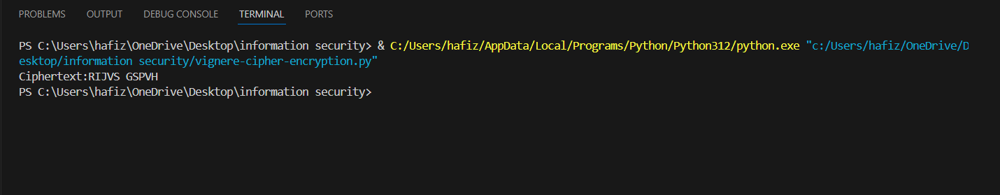 PROBLEMS OUTPUT DEBUG CONSOLE TERMINAL PORTS
PS C:\Users\hafiz\OneDrive\Desktop\information security> & C:/Users/hafiz/AppData/Local/Programs/Python/Python312/python.exe "c:/Users/hafiz/OneDrive/D
esktop/information security/vignere-cipher-encryption.py"
Ciphertext:RIJVS GSPVH
PS C:\Users\hafiz\OneDrive\Desktop\information security>